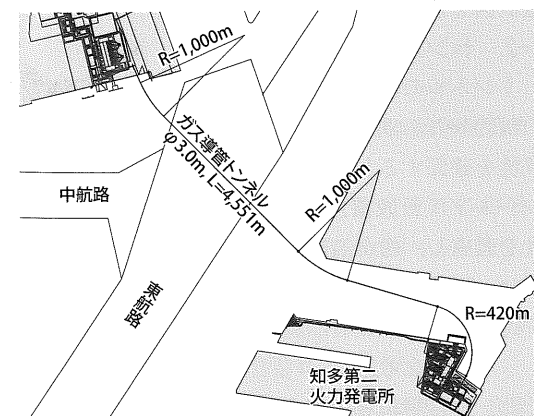 R=1,000m
ガス導管トンネル
φ3.0m, L=4,551m
R=1,000m
中航路
東航路
R=420m
知多第二
火力発電所